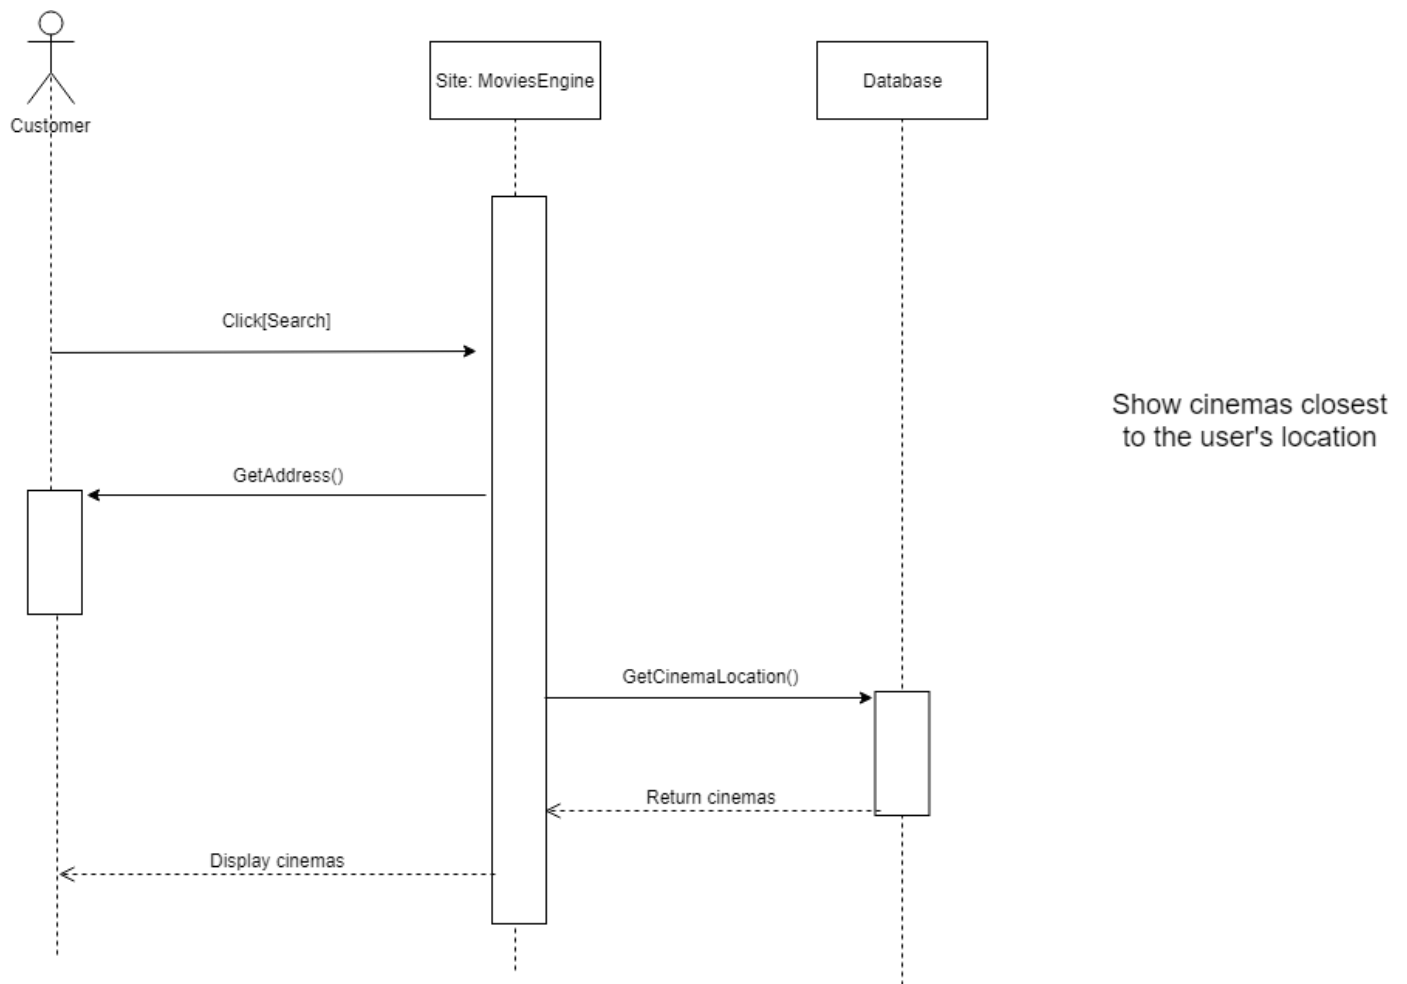 Customer
Site: MoviesEngine
Database
Click[Search]
Show cinemas closest
to the user's location
GetAddress()
GetCinemaLocation()
Return cinemas
Display cinemas